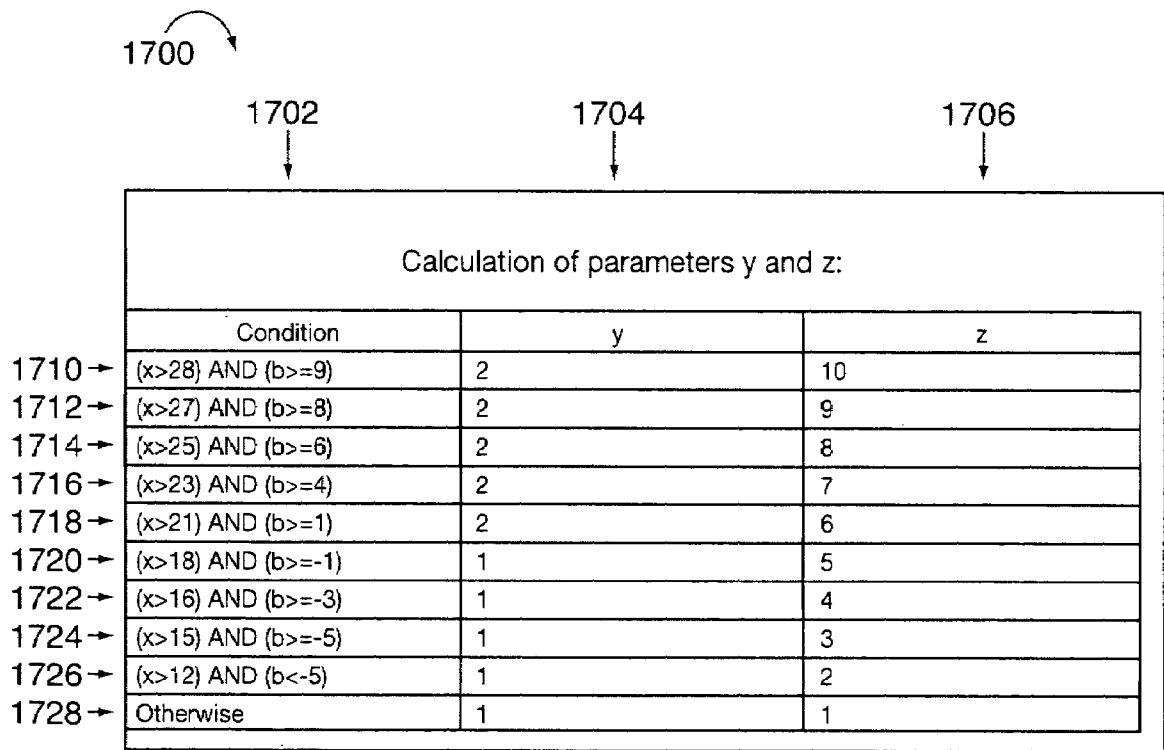 1700
1702 1704 1706
Calculation of parameters y and z:
Condition y z
1710 (x>28) AND (b>=9) 2 10
1712 (x>27) AND (b>=8) 2 9
1714 (x>25) AND (b>=6) 2 8
1716 (x>23) AND (b>=4) 2 7
1718 (x>21) AND (b>=1) 2 6
1720 (x>18) AND (b>=-1) 1 5
1722 (x>16) AND (b>=-3) 1 4
1724 (x>15) AND (b>=-5) 1 3
1726 (x>12) AND (b<-5) 1 2
1728 Otherwise 1 1